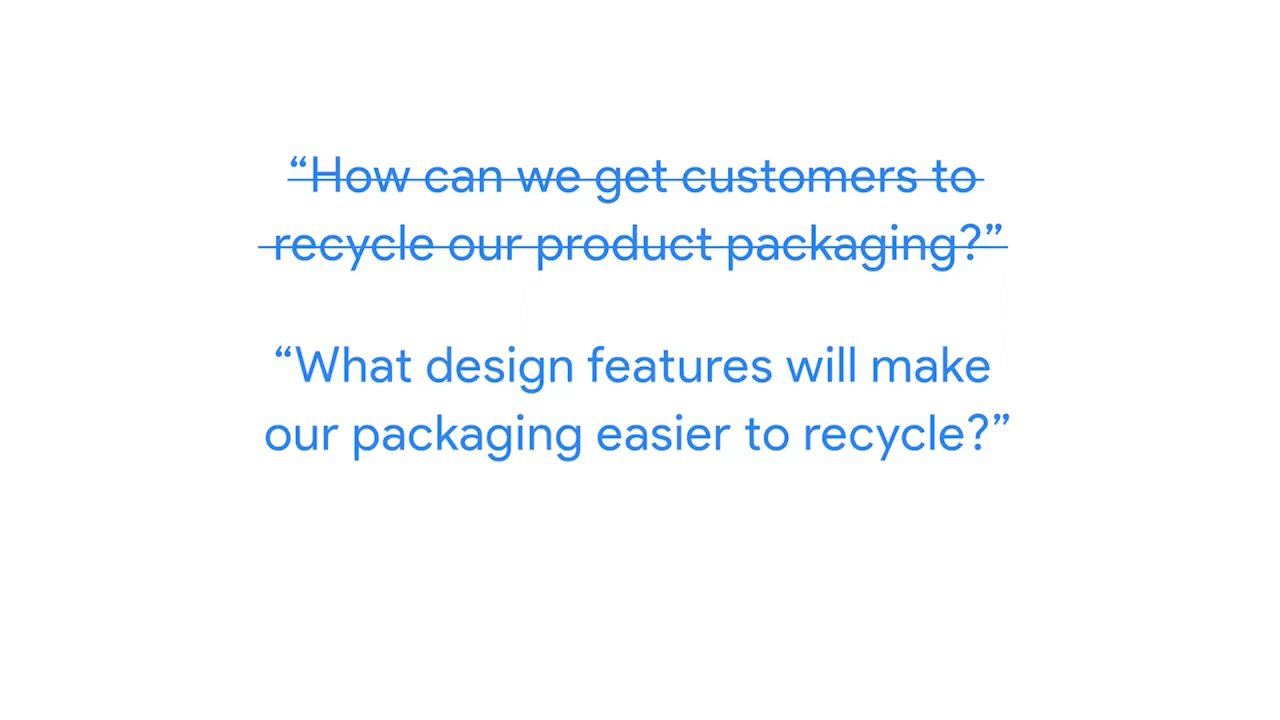 “How can we get customers to
recycle our product packaging?”
“What design features will make
our packaging easier to recycle?”